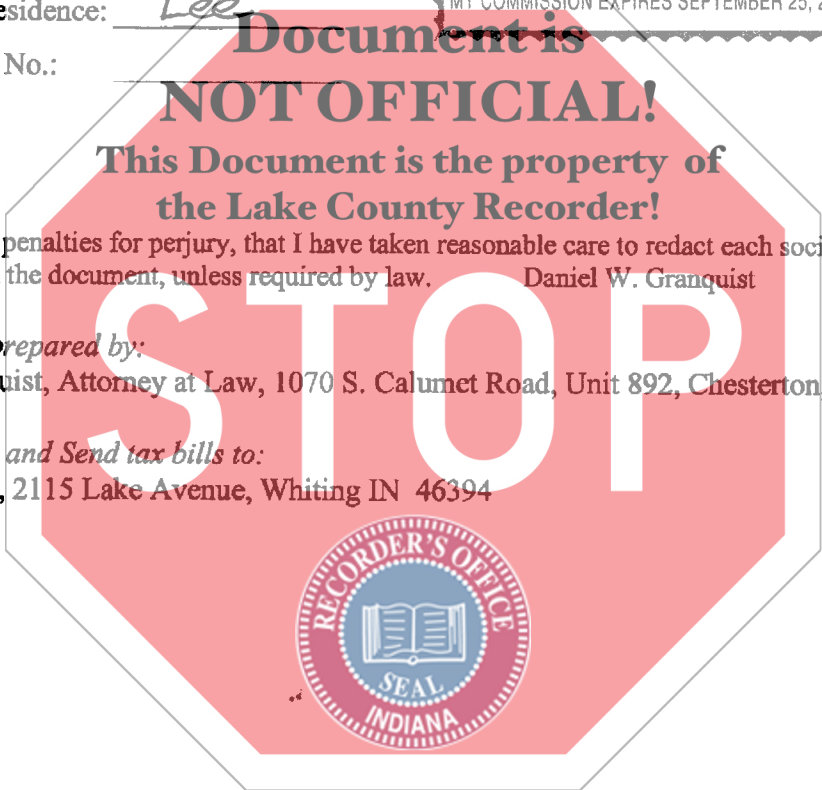 esidence: Lee
MY COMMISSION EXPIRES SEPTEMBER 25, 2
No.:
Document is
NOT OFFICIAL!
This Document is the property of
the Lake County Recorder!
penalties for perjury, that I have taken reasonable care to redact each soci
the document, unless required by law. Daniel W. Granquist
repared by:
uist, Attorney at Law, 1070 S. Calumet Road, Unit 892, Chesterton,
and Send tax bills to:
, 2115 Lake Avenue, Whiting IN 46394
STOP
RECORDER'S OFFICE
SEAL
INDIANA